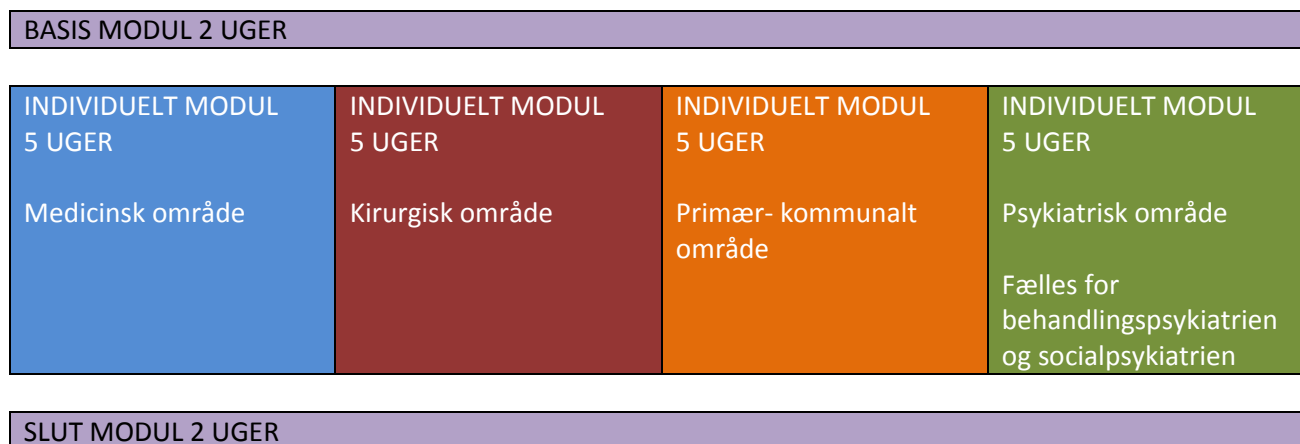 BASIS MODUL 2 UGER
INDIVIDUELT MODUL
5 UGER
Medicinsk område
INDIVIDUELT MODUL
5 UGER
Kirurgisk område
INDIVIDUELT MODUL
5 UGER
Primær- kommunalt
område
INDIVIDUELT MODUL
5 UGER
Psykiatrisk område
Fælles for
behandlingspsykiatrien
og socialpsykiatrien
SLUT MODUL 2 UGER